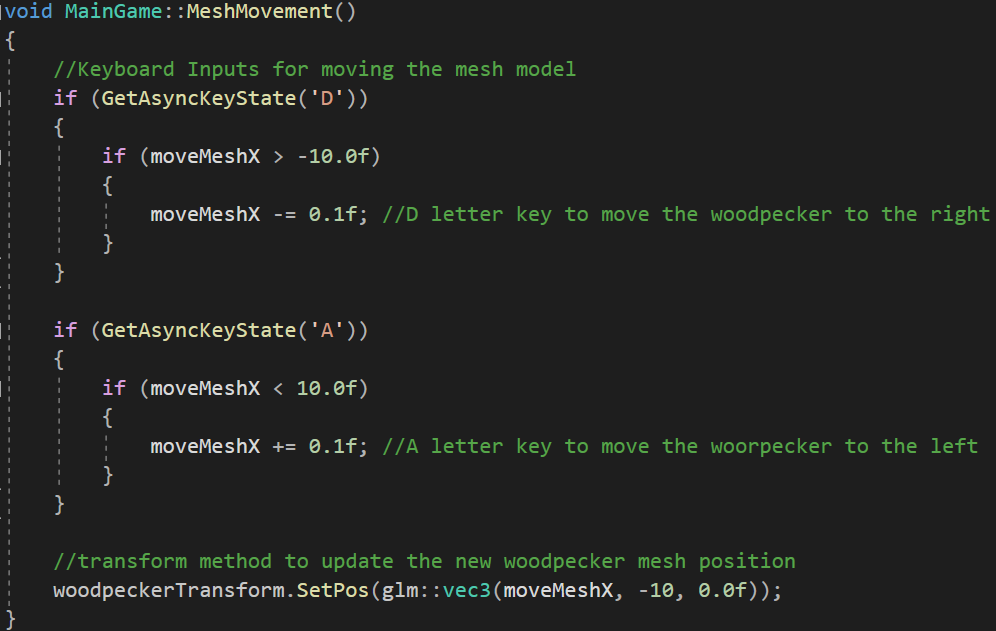 void MainGame::MeshMovement()
{
    //Keyboard Inputs for moving the mesh model
    if (GetAsyncKeyState('D'))
    {
        if (moveMeshX > -10.0f)
        {
            moveMeshX -= 0.1f; //D letter key to move the woodpecker to the right
        }
    }

    if (GetAsyncKeyState('A'))
    {
        if (moveMeshX < 10.0f)
        {
            moveMeshX += 0.1f; //A letter key to move the woorpecker to the left
        }
    }

    //transform method to update the new woodpecker mesh position
    woodpeckerTransform.SetPos(glm::vec3(moveMeshX, -10, 0.0f));
}